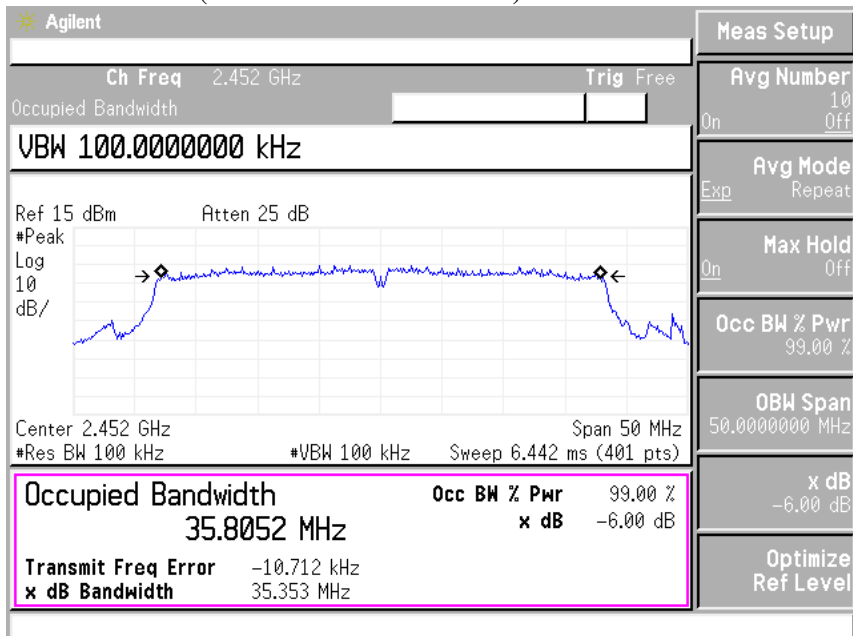 Agilent
Meas Setup
Ch Freq 2.452 GHz Trig Free
Occupied Bandwidth
VBW 100.0000000 kHz
Ref 15 dBm Atten 25 dB
#Peak
Log
10
dB/
Center 2.452 GHz Span 50 MHz
#Res BW 100 kHz #VBW 100 kHz Sweep 6.442 ms (401 pts)
Occupied Bandwidth Occ BW % Pwr 99.00 %
35.8052 MHz x dB -6.00 dB
Transmit Freq Error -10.712 kHz
x dB Bandwidth 35.353 MHz
Avg Number
10
On Off
Avg Mode
Exp Repeat
Max Hold
On Off
Occ BW % Pwr
99.00 %
OBW Span
50.0000000 MHz
x dB
-6.00 dB
Optimize
Ref Level